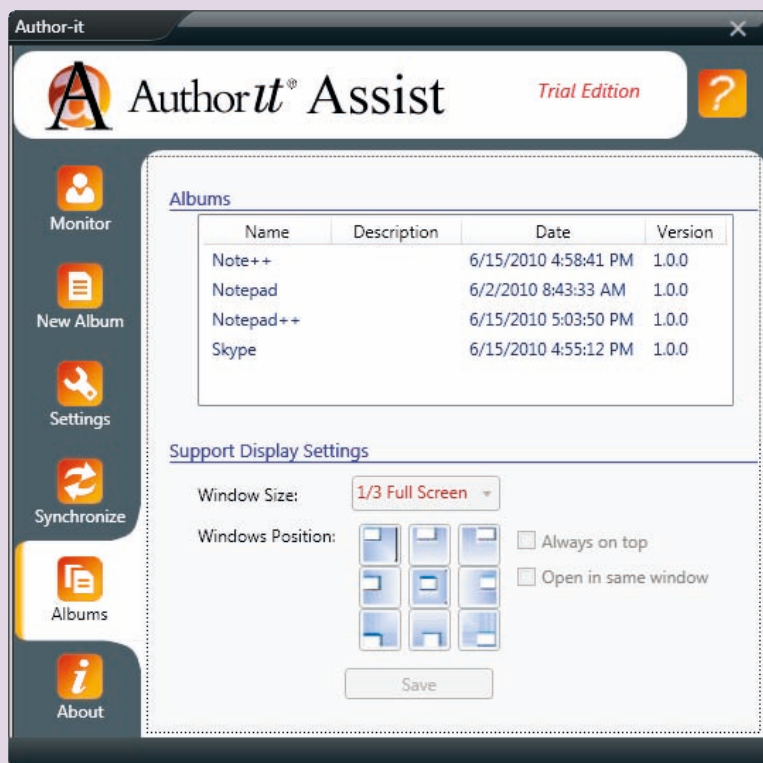 Author-it
Authorit® Assist
Trial Edition
?
Monitor
New Album
Settings
Synchronize
Albums
i
About
Albums
Name Description Date Version
Note++ 6/15/2010 4:58:41 PM 1.0.0
Notepad 6/2/2010 8:43:33 AM 1.0.0
Notepad++ 6/15/2010 5:03:50 PM 1.0.0
Skype 6/15/2010 4:55:12 PM 1.0.0
Support Display Settings
Window Size: 1/3 Full Screen
Windows Position:
Always on top
Open in same window
Save